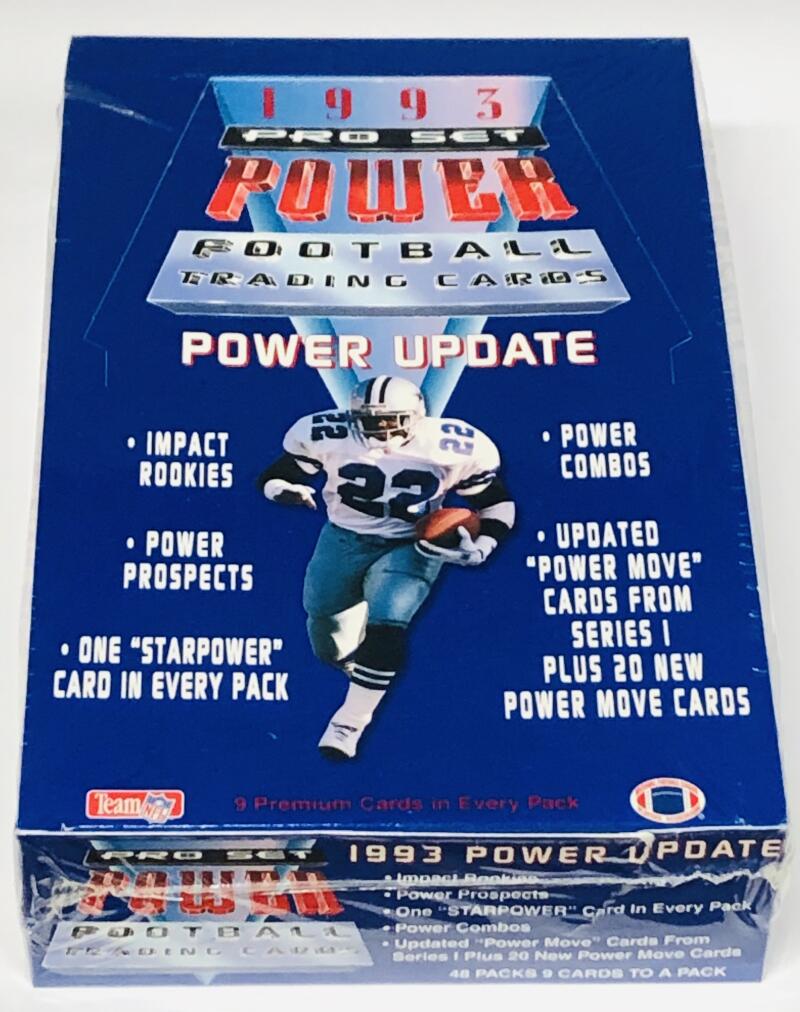 1993
PRO SET
POWER
FOOTBALL
TRADING CARDS
POWER UPDATE
• IMPACT
ROOKIES
• POWER
PROSPECTS
• ONE "STARPOWER"
CARD IN EVERY PACK
22
22
22
• POWER
COMBOS
• UPDATED
"POWER MOVE"
CARDS FROM
SERIES I
PLUS 20 NEW
POWER MOVE CARDS
Team NFL
9 Premium Cards in Every Pack
PRO SET
POWER
FOOTBALL
TRADING CARDS
1993 POWER UPDATE
• Impact Rookies
• Power Prospects
• One "STARPOWER" Card In Every Pack
• Power Combos
• Updated "Power Move" Cards From
Series I Plus 20 New Power Move Cards
48 PACKS 9 CARDS TO A PACK